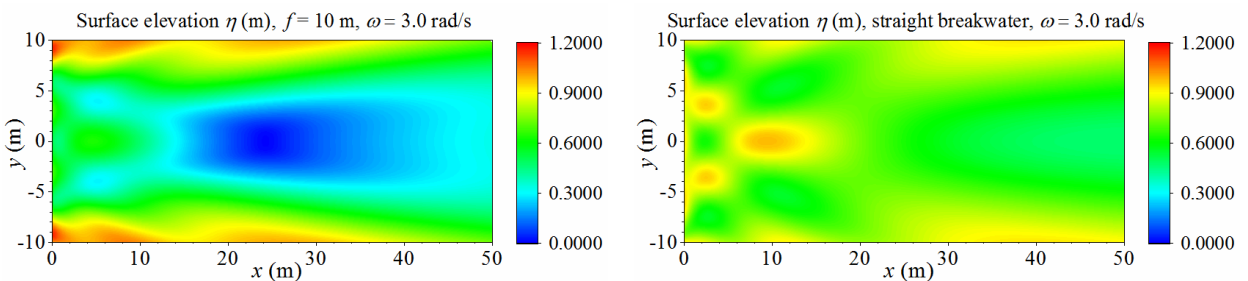 Surface elevation η (m), f = 10 m, ω = 3.0 rad/s
10
5
0
-5
-10
y (m)
0 10 20 30 40 50
x (m)
1.2000
0.9000
0.6000
0.3000
0.0000
Surface elevation η (m), straight breakwater, ω = 3.0 rad/s
10
5
0
-5
-10
y (m)
0 10 20 30 40 50
x (m)
1.2000
0.9000
0.6000
0.3000
0.0000